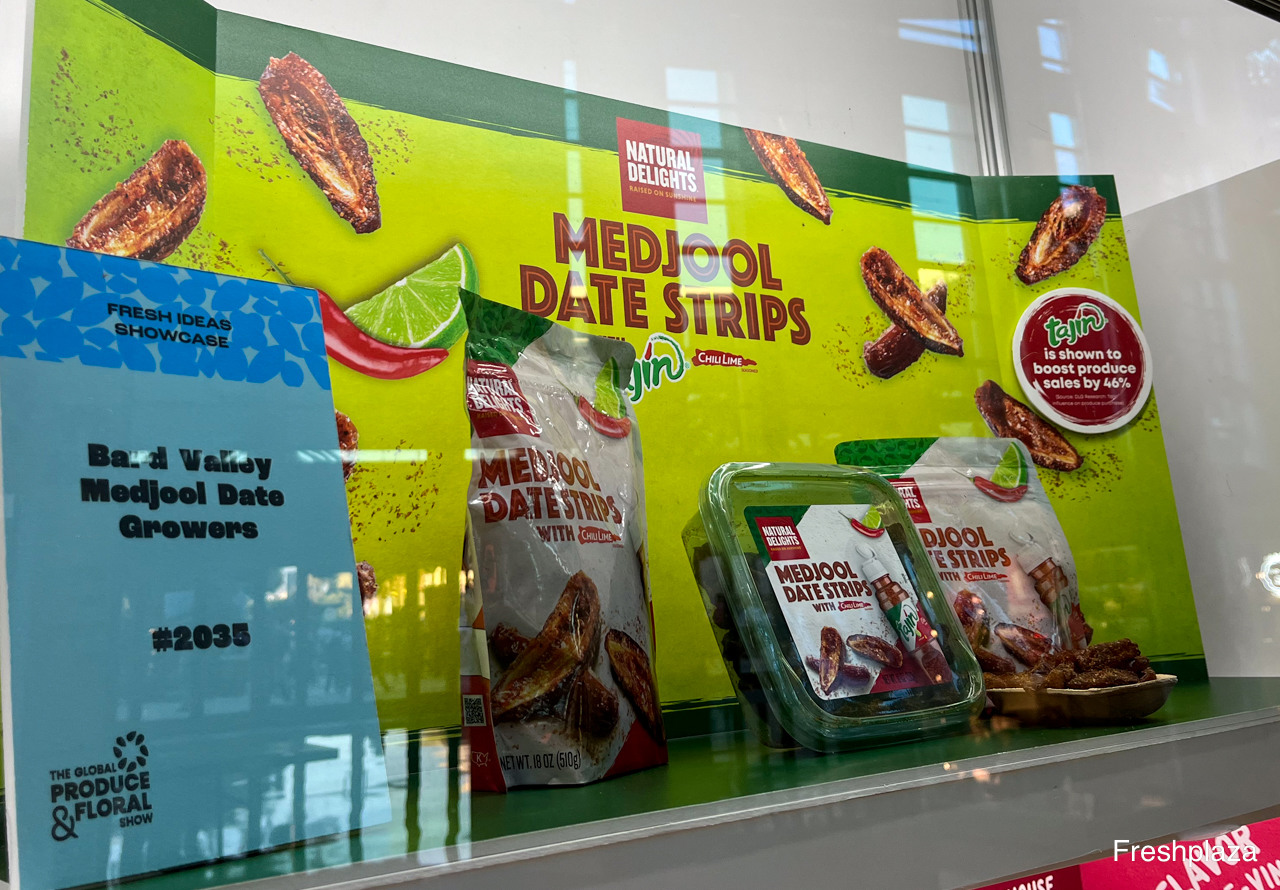 NATURAL
DELIGHTS
RAISED ON SUNSHINE
MEDJOOL
DATE STRIPS
tajín
CHILI LIME
tajín
is shown to
boost produce
sales by 46%
FRESH IDEAS
SHOWCASE
Bard Valley
Medjool Date
Growers
#2035
THE GLOBAL
PRODUCE
& FLORAL
SHOW
NATURAL
DELIGHTS
MEDJOOL
DATE STRIPS
WITH CHILI LIME
NET WT. 18 OZ (510g)
NATURAL
DELIGHTS
MEDJOOL
DATE STRIPS
WITH CHILI LIME
DJOOL
STRIPS
WITH CHILI LIME
FLAVOR
HOUSE
Freshplaza